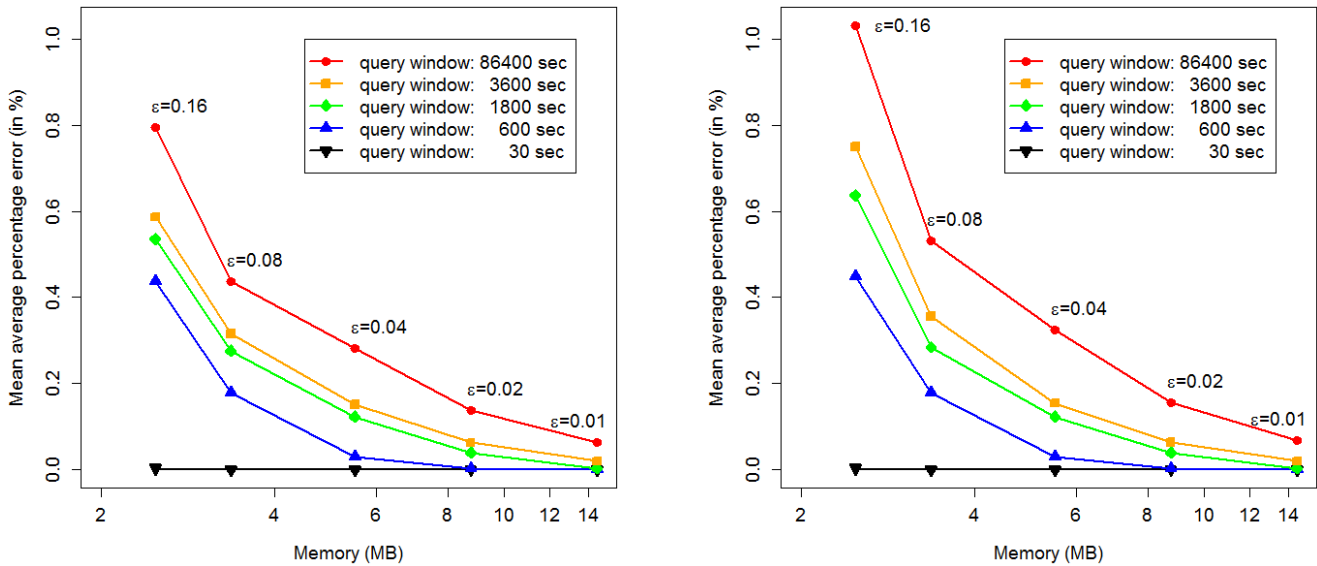 Mean average percentage error (in %)
1.0
0.8
0.6
0.4
0.2
0.0
query window: 86400 sec
query window: 3600 sec
query window: 1800 sec
query window: 600 sec
query window: 30 sec
ε=0.16
ε=0.08
ε=0.04
ε=0.02
ε=0.01
2 4 6 8 10 12 14
Memory (MB)
Mean average percentage error (in %)
1.0
0.8
0.6
0.4
0.2
0.0
ε=0.16
query window: 86400 sec
query window: 3600 sec
query window: 1800 sec
query window: 600 sec
query window: 30 sec
ε=0.08
ε=0.04
ε=0.02
ε=0.01
2 4 6 8 10 12 14
Memory (MB)